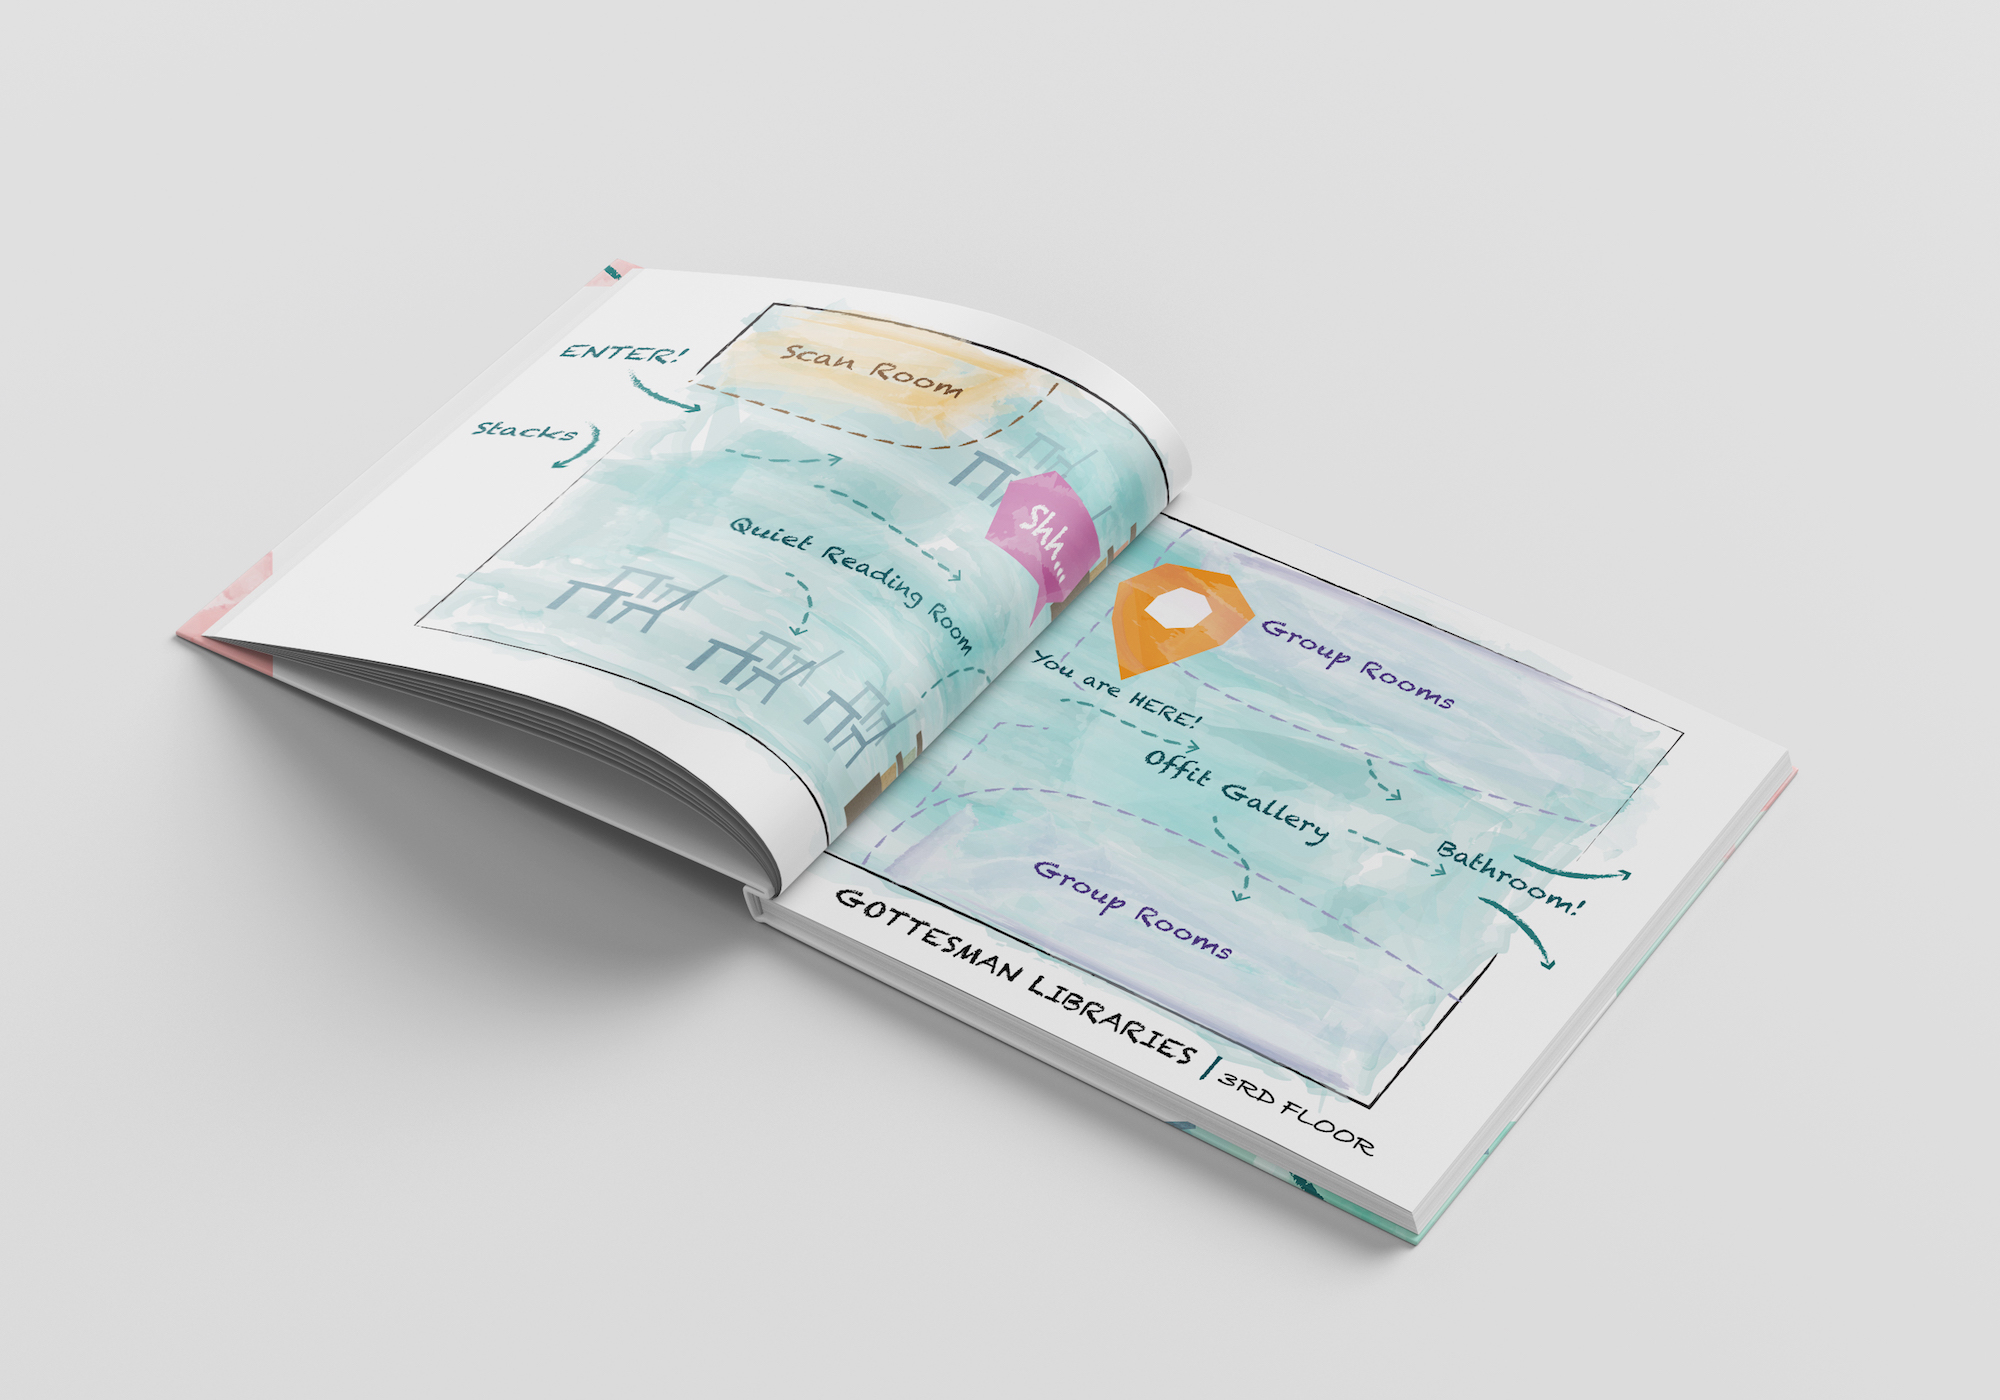 ENTER!
Scan Room
Stacks
Quiet Reading Room
Shh...
Group Rooms
You are HERE!
Offit Gallery
Bathroom!
Group Rooms
GOTTESMAN LIBRARIES | 3RD FLOOR